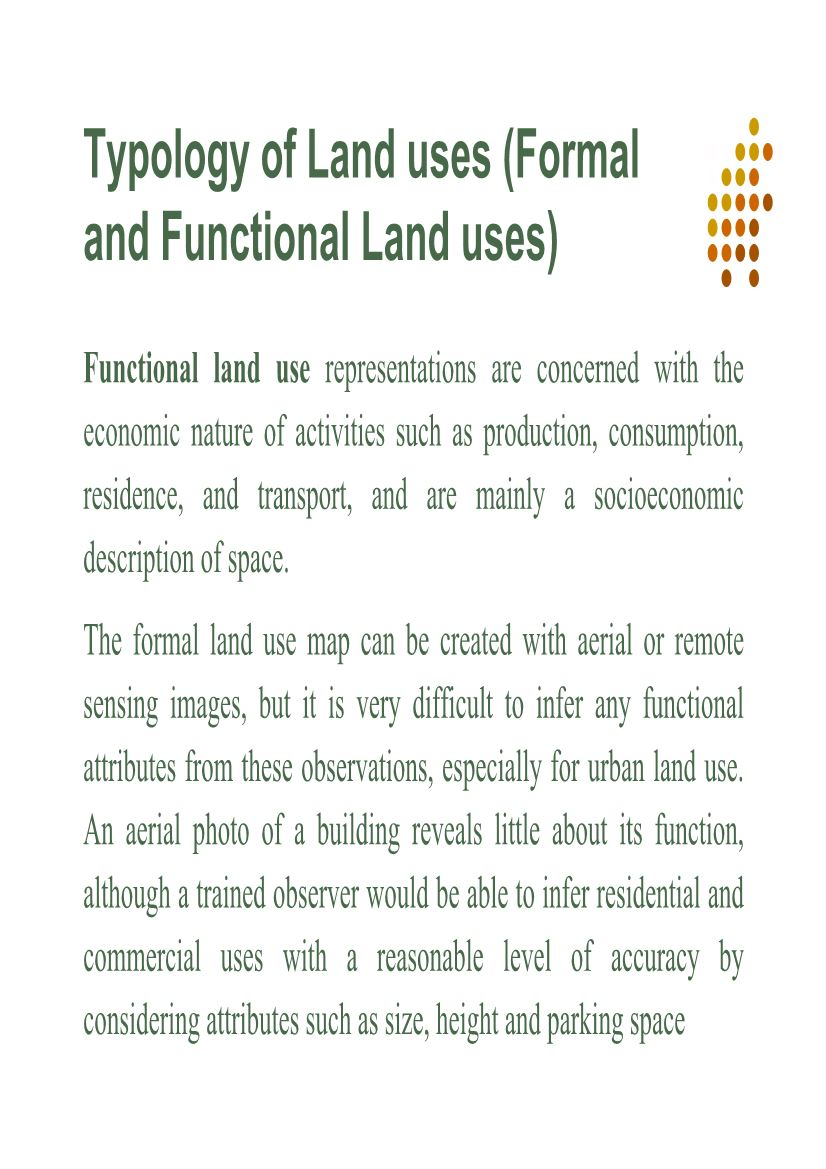 Typology of Land uses (Formal
and Functional Land uses)
Functional land use representations are concerned with the
economic nature of activities such as production, consumption,
residence, and transport, and are mainly a socioeconomic
description of space.
The formal land use map can be created with aerial or remote
sensing images, but it is very difficult to infer any functional
attributes from these observations, especially for urban land use.
An aerial photo of a building reveals little about its function,
although a trained observer would be able to infer residential and
commercial uses with a reasonable level of accuracy by
considering attributes such as size, height and parking space